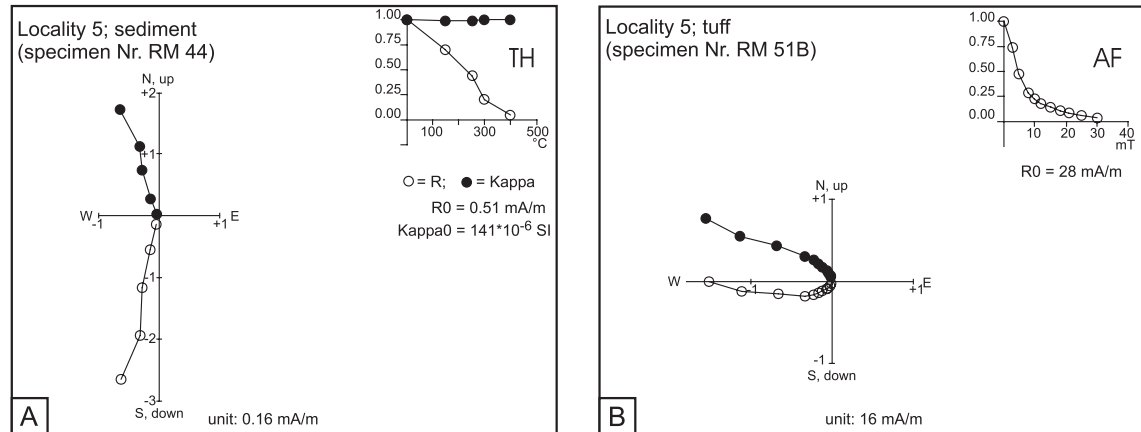 Locality 5; sediment
(specimen Nr. RM 44)
N, up
+2
+1
W
-1
+1 E
-1
-2
-3
S, down
unit: 0.16 mA/m
A
1.00
0.75
0.50
0.25
0.00
TH
100 300 500
°C
○ = R; ● = Kappa
R0 = 0.51 mA/m
Kappa0 = 141*10⁻⁶ SI
Locality 5; tuff
(specimen Nr. RM 51B)
1.00
0.75
0.50
0.25
0.00
AF
10 20 30 40
mT
R0 = 28 mA/m
N, up
+1
W
-1
+1 E
-1
S, down
unit: 16 mA/m
B